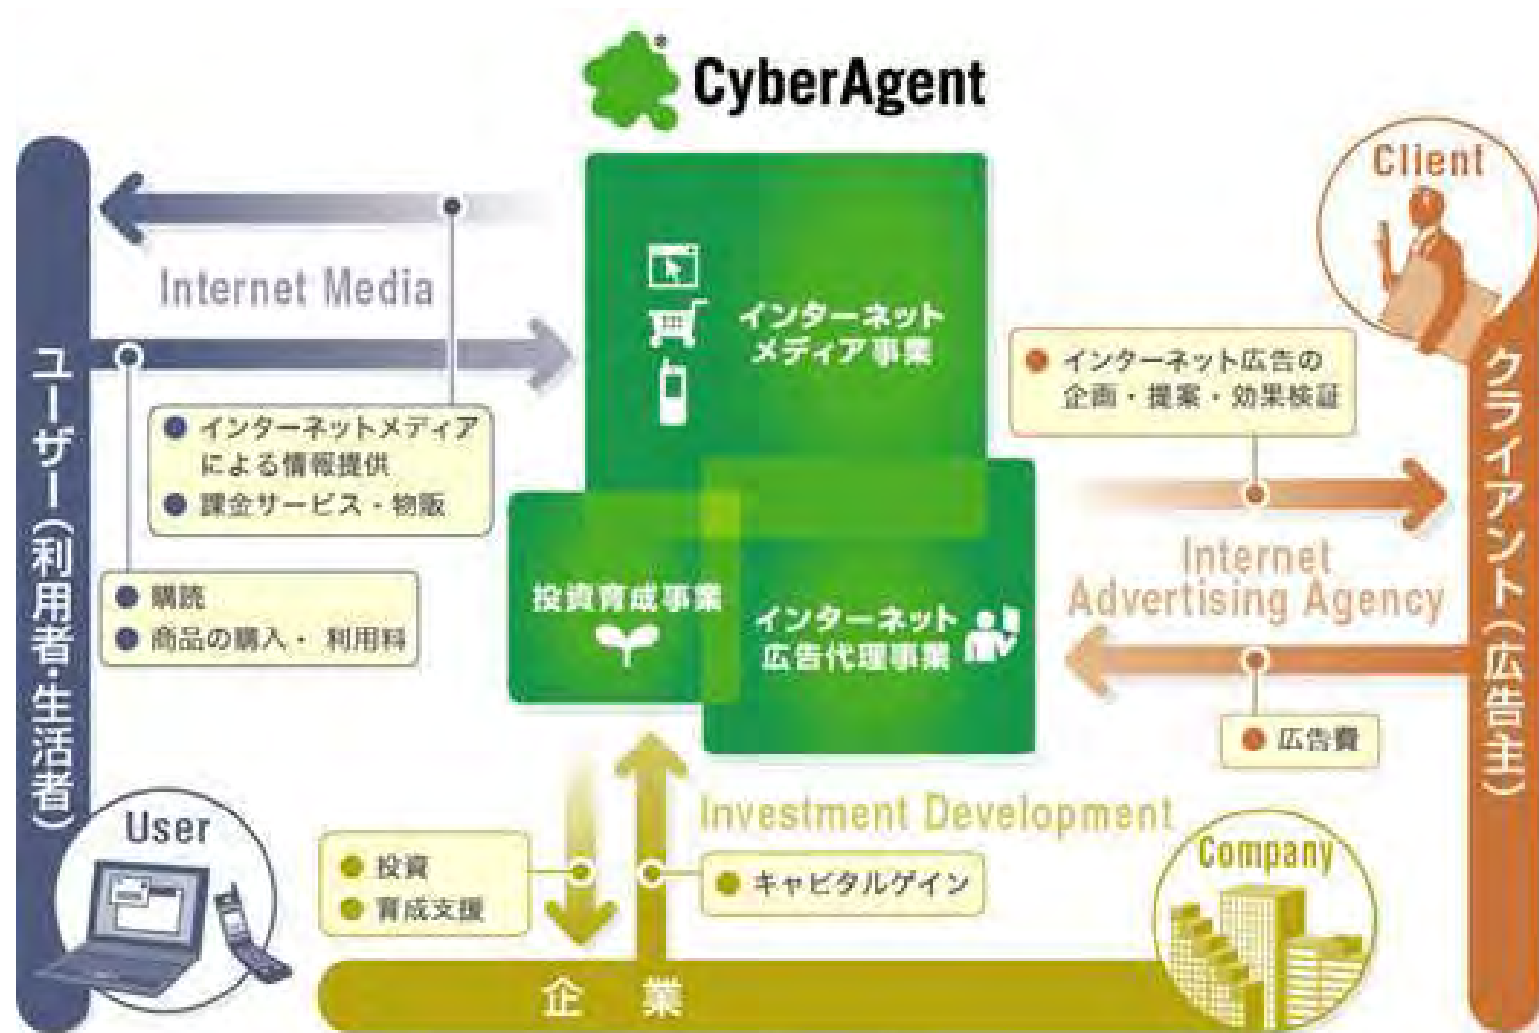 CyberAgent
®
Client
Internet Media
インターネット
メディア事業
インターネット広告の
企画・提案・効果検証
インターネットメディア
による情報提供
課金サービス・物販
ユーザー(利用者・生活者)
クライアント(広告主)
Internet
Advertising Agency
投資育成事業
インターネット
広告代理事業
購読
商品の購入・ 利用料
広告費
Investment Development
User
Company
投資
育成支援
キャピタルゲイン
企 業